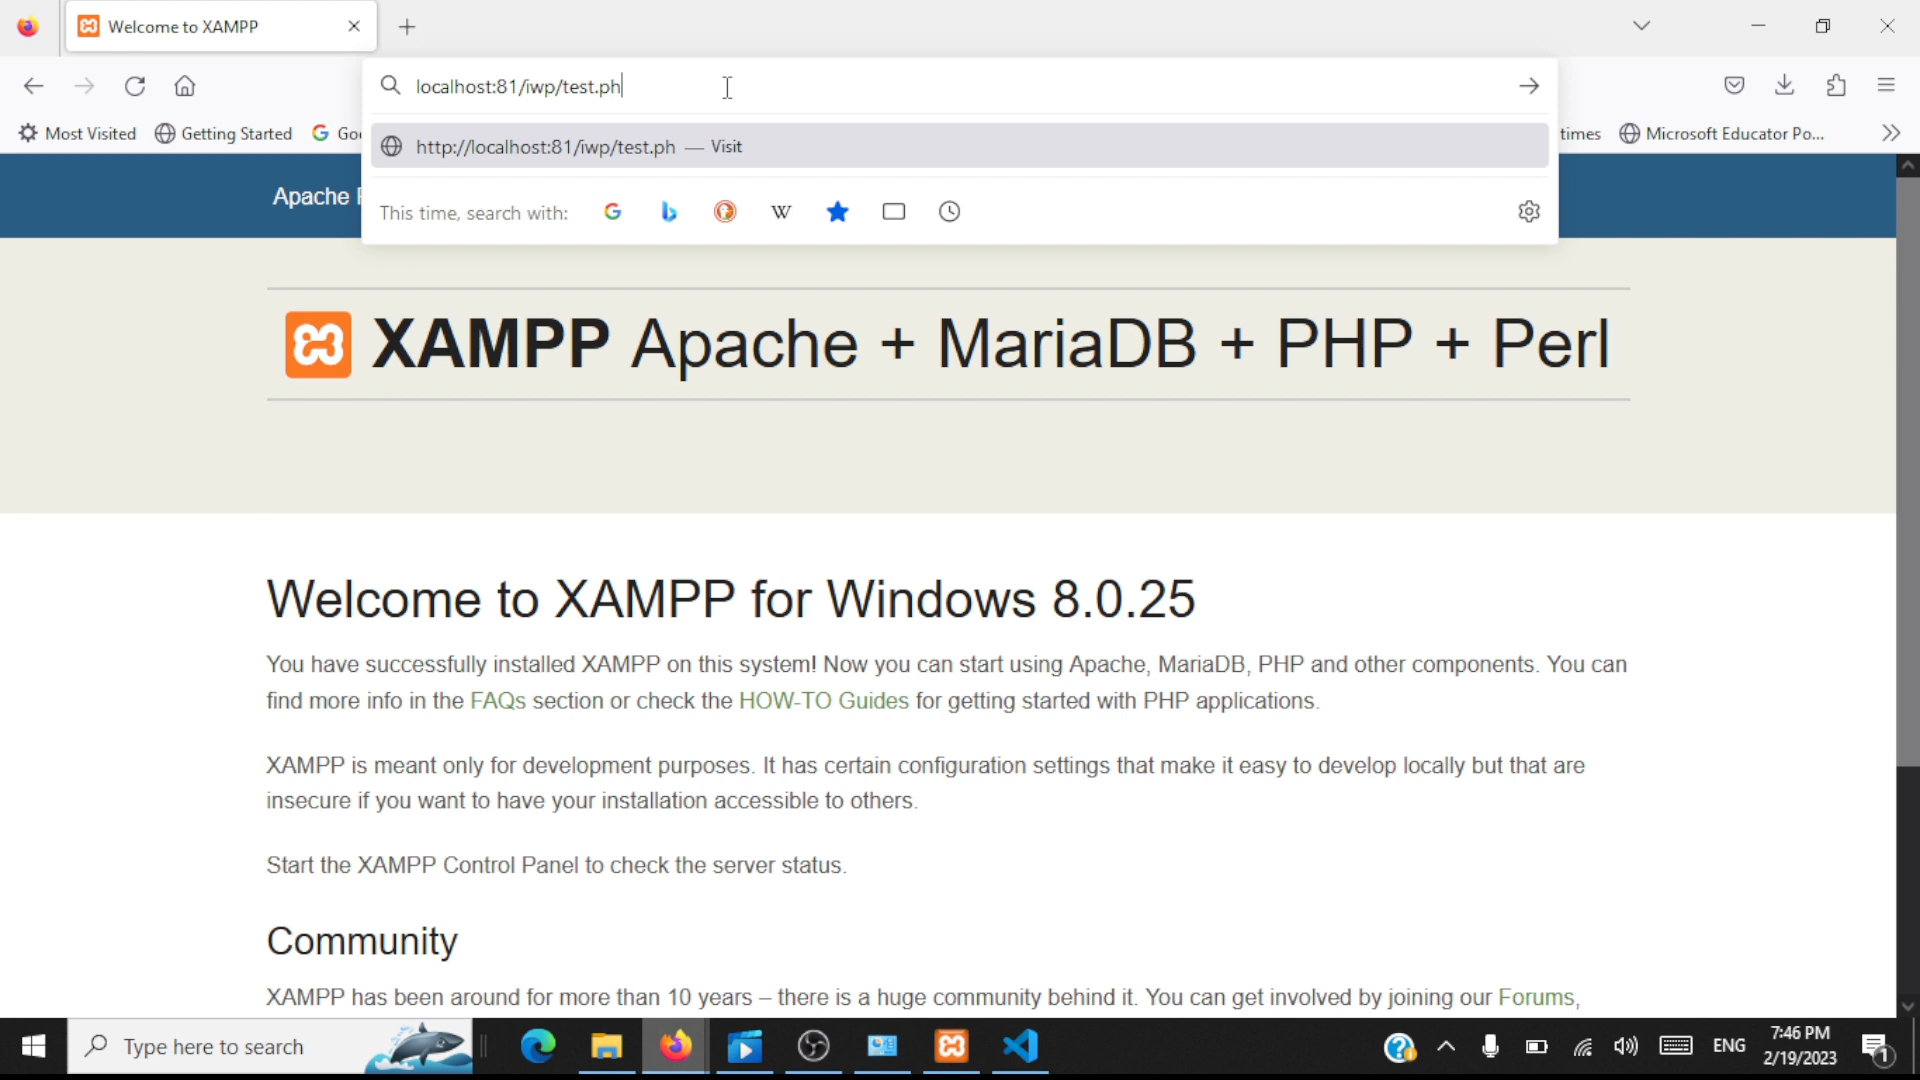 Welcome to XAMPP
localhost:81/iwp/test.ph
Most Visited
Getting Started
Goo
times
Microsoft Educator Po...
http://localhost:81/iwp/test.ph — Visit
Apache
This time, search with:
XAMPP Apache + MariaDB + PHP + Perl
Welcome to XAMPP for Windows 8.0.25
You have successfully installed XAMPP on this system! Now you can start using Apache, MariaDB, PHP and other components. You can
find more info in the FAQs section or check the HOW-TO Guides for getting started with PHP applications.
XAMPP is meant only for development purposes. It has certain configuration settings that make it easy to develop locally but that are
insecure if you want to have your installation accessible to others.
Start the XAMPP Control Panel to check the server status.
Community
XAMPP has been around for more than 10 years – there is a huge community behind it. You can get involved by joining our Forums,
Type here to search
ENG
7:46 PM
2/19/2023
1